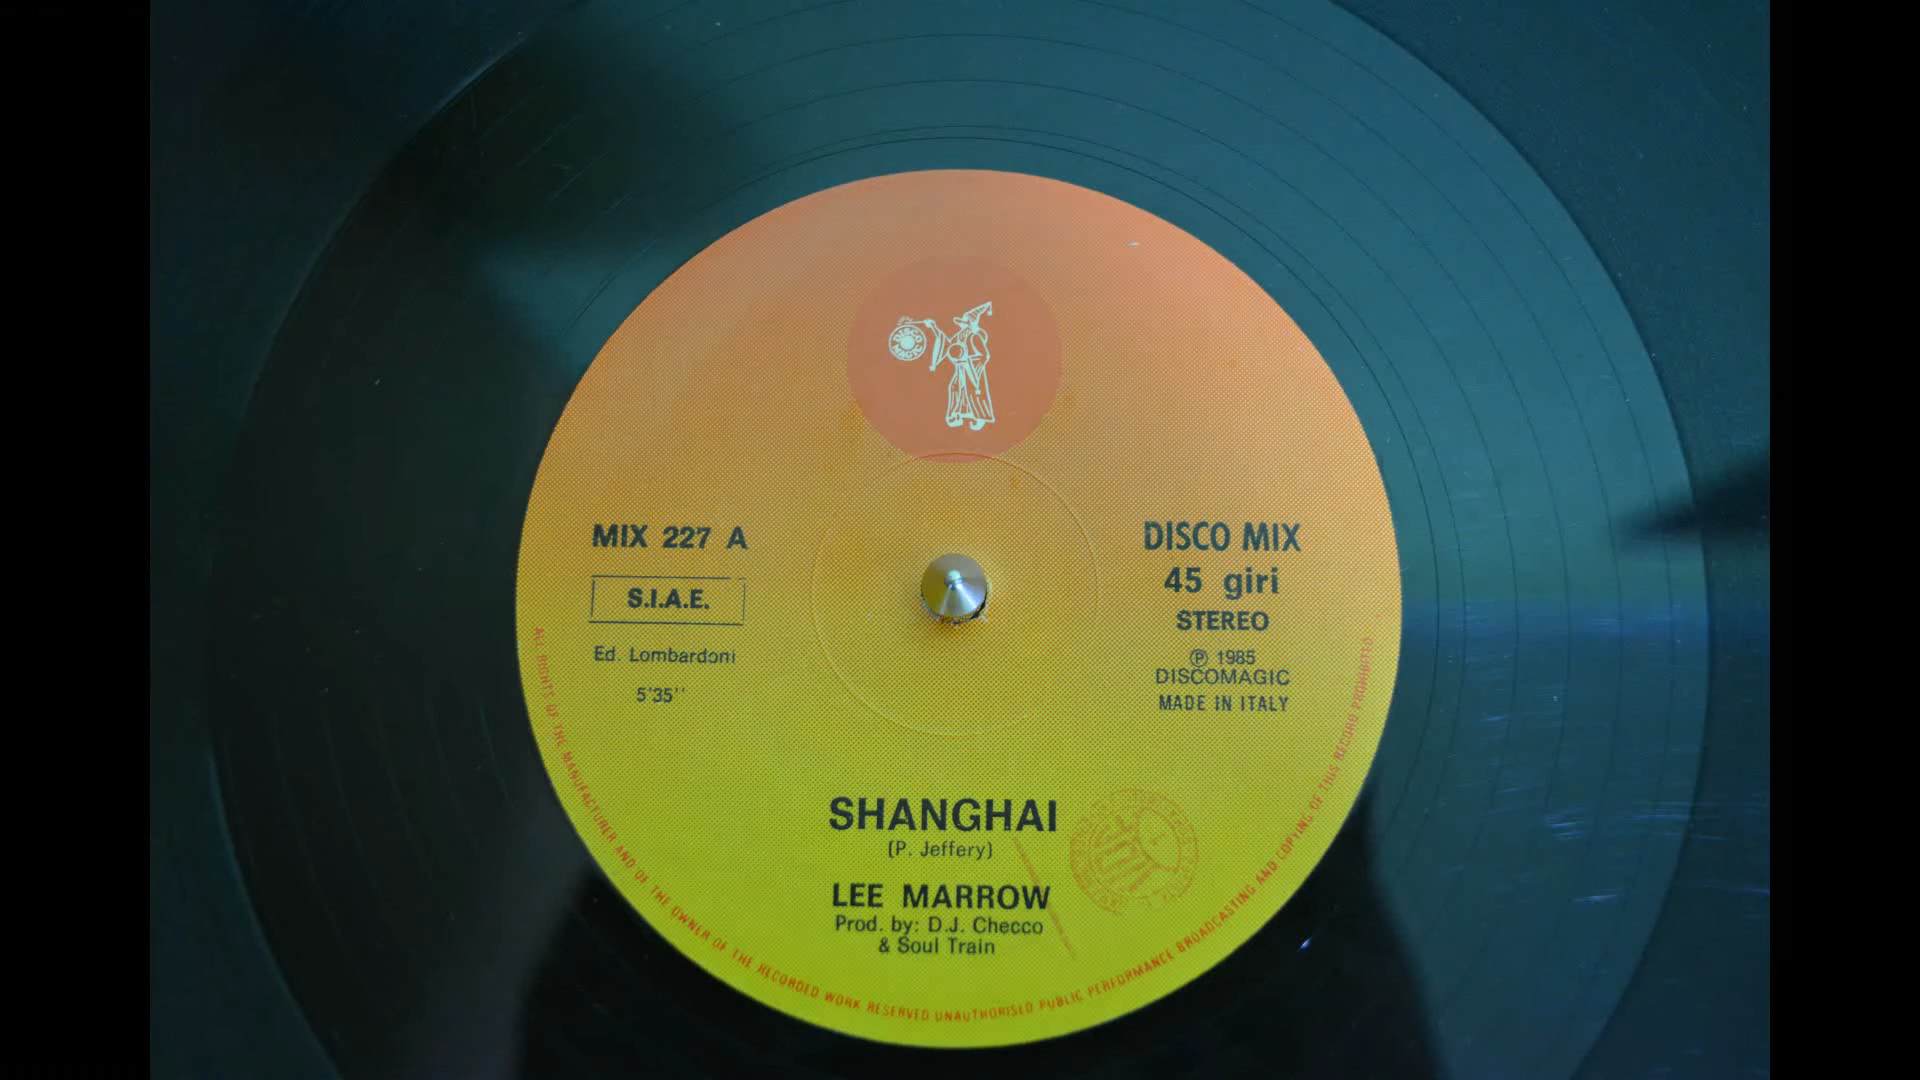 DISCO
MAGIC
MIX 227 A
S.I.A.E.
Ed. Lombardoni
5'35''
DISCO MIX
45 giri
STEREO
Ⓟ 1985
DISCOMAGIC
MADE IN ITALY
SHANGHAI
(P. Jeffery)
LEE MARROW
Prod. by: D.J. Checco
& Soul Train
ALL RIGHTS OF THE MANUFACTURER AND OF THE OWNER OF THE RECORDED WORK RESERVED UNAUTHORISED PUBLIC PERFORMANCE BROADCASTING AND COPYING OF THIS RECORD PROHIBITED